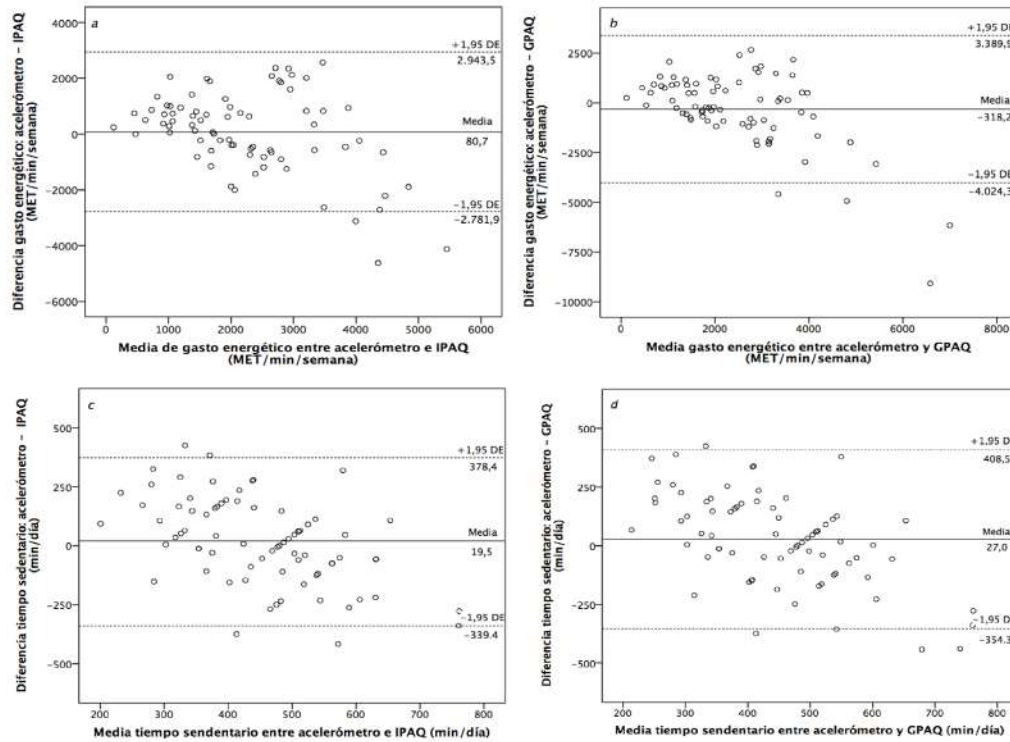 a
4000
2000
0
−2000
−4000
−6000
+1,95 DE
2.943,5
Media
80,7
−1,95 DE
−2.781,9
0
1000
2000
3000
4000
5000
6000
Diferencia gasto energético: acelerómetro – IPAQ
(MET/min/semana)
Media de gasto energético entre acelerómetro e IPAQ
(MET/min/semana)
b
2500
0
−2500
−5000
−7500
−10000
+1,95 DE
3.389,9
Media
−318,2
−1,95 DE
−4.024,3
0
2000
4000
6000
8000
Diferencia gasto energético: acelerómetro – GPAQ
(MET/min/semana)
Media gasto energético entre acelerómetro y GPAQ
(MET/min/semana)
c
500
250
0
−250
−500
+1,95 DE
378,4
Media
19,5
−1,95 DE
−339.4
200
300
400
500
600
700
800
Diferencia tiempo sedentario: acelerómetro – IPAQ
(min/día)
Media tiempo sendentario entre acelerómetro e IPAQ (min/día)
d
500
250
0
−250
−500
+1,95 DE
408,5
Media
27,0
−1,95 DE
−354.3
200
300
400
500
600
700
800
Diferencia tiempo sedentario: acelerómetro – GPAQ
(min/día)
Media tiempo sendentario entre acelerómetro y GPAQ (min/día)